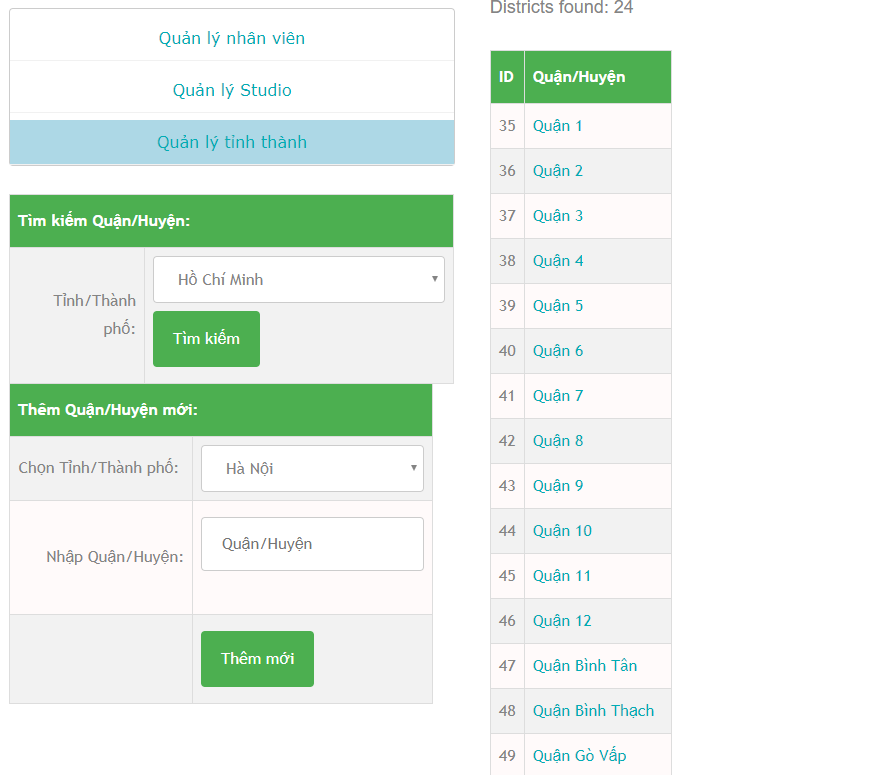 Quản lý nhân viên
Quản lý Studio
Quản lý tỉnh thành
Tìm kiếm Quận/Huyện:
Tỉnh/Thành
phố:
Hồ Chí Minh
Tìm kiếm
Thêm Quận/Huyện mới:
Chọn Tỉnh/Thành phố:
Hà Nội
Nhập Quận/Huyện:
Quận/Huyện
Thêm mới
Districts found: 24
ID Quận/Huyện
35 Quận 1
36 Quận 2
37 Quận 3
38 Quận 4
39 Quận 5
40 Quận 6
41 Quận 7
42 Quận 8
43 Quận 9
44 Quận 10
45 Quận 11
46 Quận 12
47 Quận Bình Tân
48 Quận Bình Thạch
49 Quận Gò Vấp